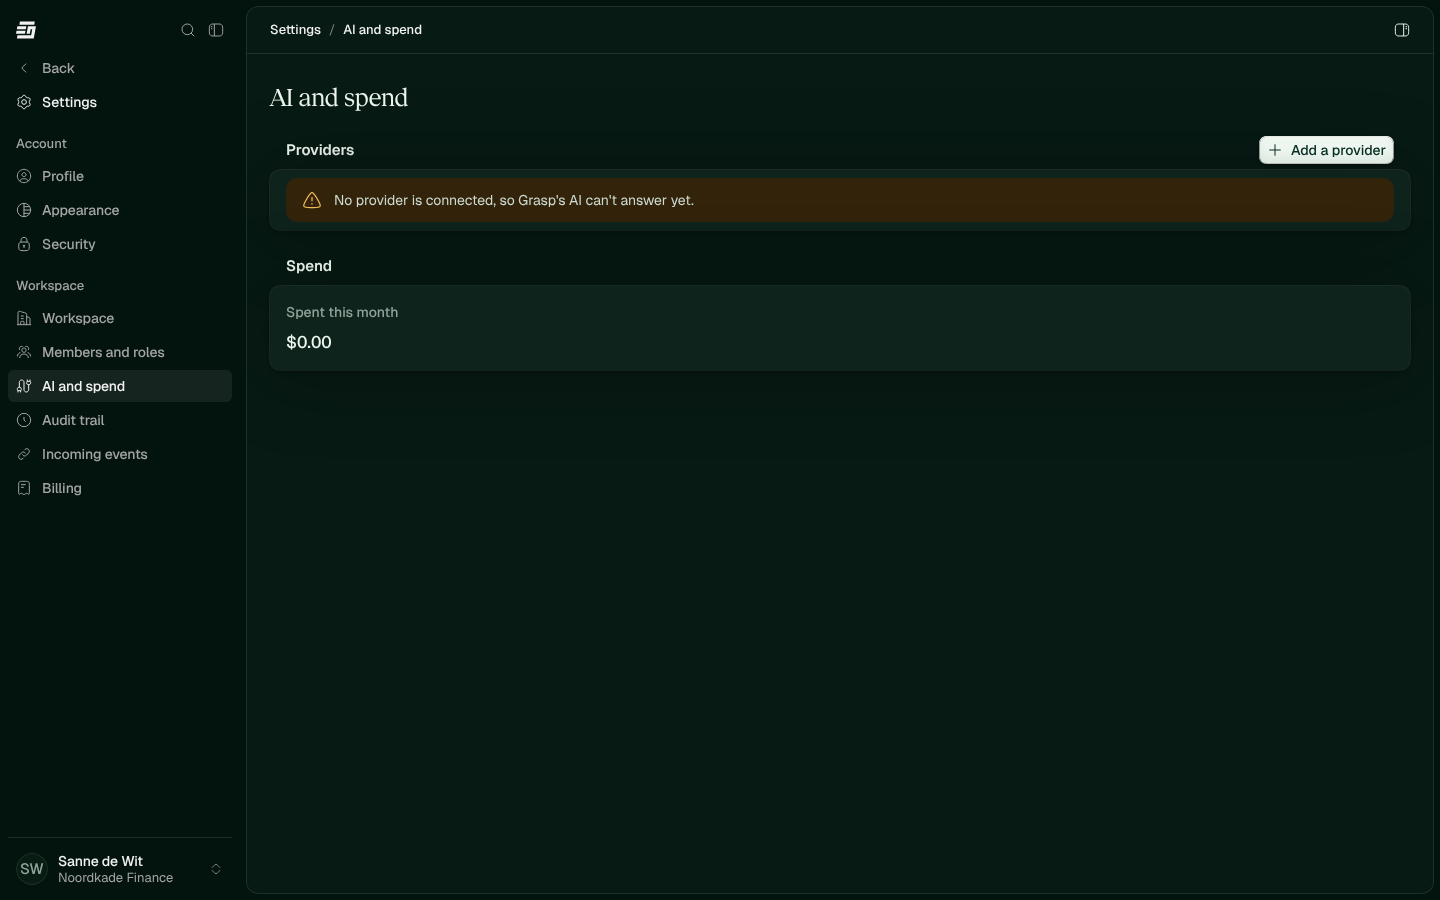 Back
Settings
Account
Profile
Appearance
Security
Workspace
Workspace
Members and roles
AI and spend
Audit trail
Incoming events
Billing
SW
Sanne de Wit
Noordkade Finance
Settings / AI and spend
AI and spend
Providers
Add a provider
No provider is connected, so Grasp's AI can't answer yet.
Spend
Spent this month
$0.00